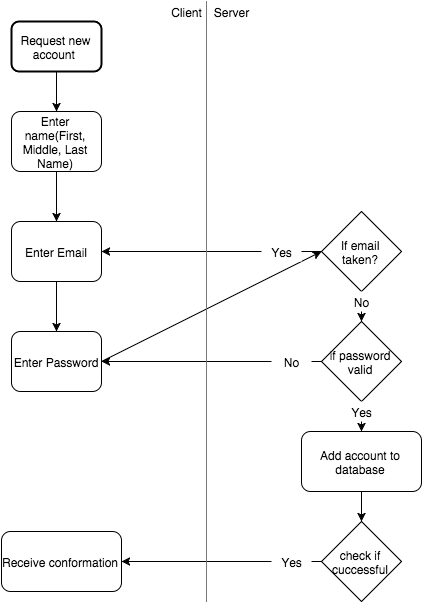 Client
Server
Request new
account
Enter
name(First,
Middle, Last
Name)
Enter Email
Yes
If email
taken?
No
Enter Password
No
If password
valid
Yes
Add account to
database
Receive conformation
Yes
check if
cuccessful